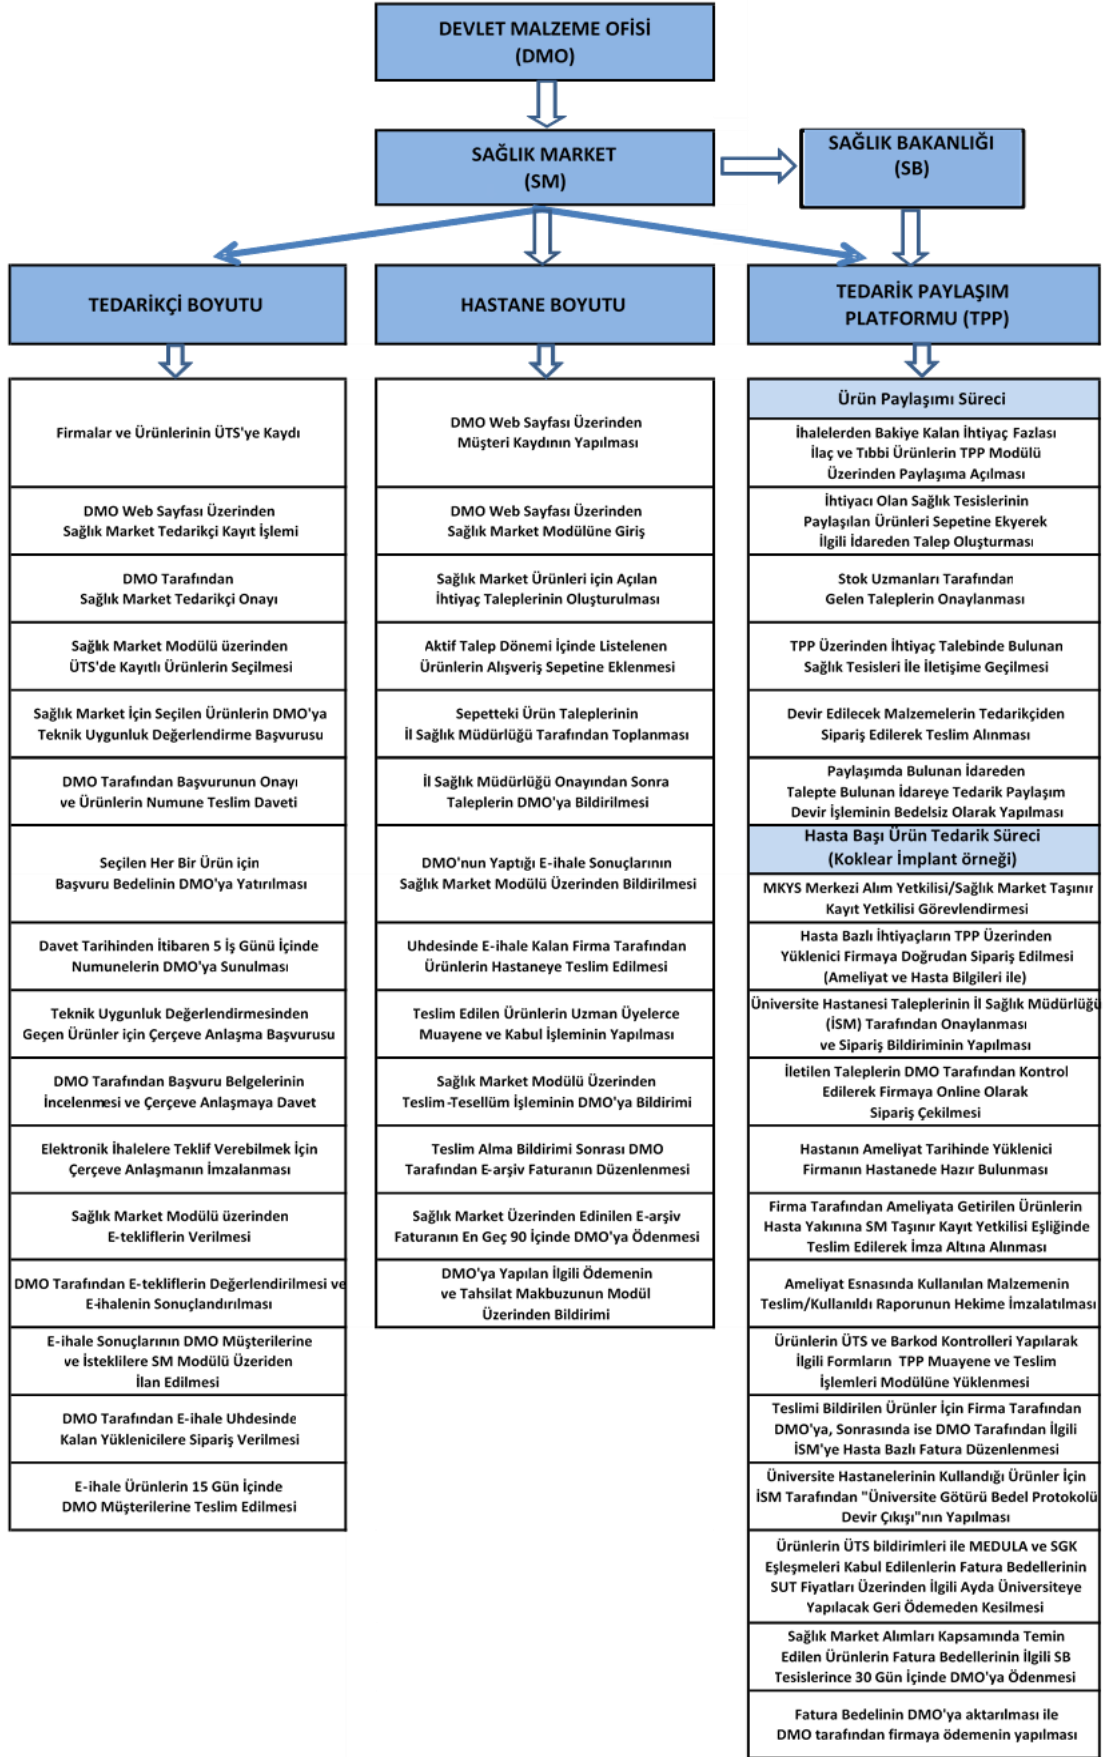 DEVLET MALZEME OFİSİ
(DMO)
SAĞLIK MARKET
(SM)
SAĞLIK BAKANLIĞI
(SB)
TEDARİKÇİ BOYUTU
Firmalar ve Ürünlerinin ÜTS'ye Kaydı
DMO Web Sayfası Üzerinden
Sağlık Market Tedarikçi Kayıt İşlemi
DMO Tarafından
Sağlık Market Tedarikçi Onayı
Sağlık Market Modülü üzerinden
ÜTS'de Kayıtlı Ürünlerin Seçilmesi
Sağlık Market İçin Seçilen Ürünlerin DMO'ya
Teknik Uygunluk Değerlendirme Başvurusu
DMO Tarafından Başvurunun Onayı
ve Ürünlerin Numune Teslim Daveti
Seçilen Her Bir Ürün için
Başvuru Bedelinin DMO'ya Yatırılması
Davet Tarihinden İtibaren 5 İş Günü İçinde
Numunelerin DMO'ya Sunulması
Teknik Uygunluk Değerlendirmesinden
Geçen Ürünler için Çerçeve Anlaşma Başvurusu
DMO Tarafından Başvuru Belgelerinin
İncelenmesi ve Çerçeve Anlaşmaya Davet
Elektronik İhalelere Teklif Verebilmek İçin
Çerçeve Anlaşmanın İmzalanması
Sağlık Market Modülü üzerinden
E-tekliflerin Verilmesi
DMO Tarafından E-tekliflerin Değerlendirilmesi ve
E-ihalenin Sonuçlandırılması
E-ihale Sonuçlarının DMO Müşterilerine
ve İsteklilere SM Modülü Üzeriden
İlan Edilmesi
DMO Tarafından E-ihale Uhdesinde
Kalan Yüklenicilere Sipariş Verilmesi
E-ihale Ürünlerin 15 Gün İçinde
DMO Müşterilerine Teslim Edilmesi
HASTANE BOYUTU
DMO Web Sayfası Üzerinden
Müşteri Kaydının Yapılması
DMO Web Sayfası Üzerinden
Sağlık Market Modülüne Giriş
Sağlık Market Ürünleri için Açılan
İhtiyaç Taleplerinin Oluşturulması
Aktif Talep Dönemi İçinde Listelenen
Ürünlerin Alışveriş Sepetine Eklenmesi
Sepetteki Ürün Taleplerinin
İl Sağlık Müdürlüğü Tarafından Toplanması
İl Sağlık Müdürlüğü Onayından Sonra
Taleplerin DMO'ya Bildirilmesi
DMO'nun Yaptığı E-ihale Sonuçlarının
Sağlık Market Modülü Üzerinden Bildirilmesi
Uhdesinde E-ihale Kalan Firma Tarafından
Ürünlerin Hastaneye Teslim Edilmesi
Teslim Edilen Ürünlerin Uzman Üyelerce
Muayene ve Kabul İşleminin Yapılması
Sağlık Market Modülü Üzerinden
Teslim-Tesellüm İşleminin DMO'ya Bildirimi
Teslim Alma Bildirimi Sonrası DMO
Tarafından E-arşiv Faturanın Düzenlenmesi
Sağlık Market Üzerinden Edinilen E-arşiv
Faturanın En Geç 90 İçinde DMO'ya Ödenmesi
DMO'ya Yapılan İlgili Ödemenin
ve Tahsilat Makbuzunun Modül
Üzerinden Bildirimi
TEDARİK PAYLAŞIM
PLATFORMU (TPP)
Ürün Paylaşımı Süreci
İhalelerden Bakiye Kalan İhtiyaç Fazlası
İlaç ve Tıbbi Ürünlerin TPP Modülü
Üzerinden Paylaşıma Açılması
İhtiyacı Olan Sağlık Tesislerinin
Paylaşılan Ürünleri Sepetine Ekyerek
İlgili İdareden Talep Oluşturması
Stok Uzmanları Tarafından
Gelen Taleplerin Onaylanması
TPP Üzerinden İhtiyaç Talebinde Bulunan
Sağlık Tesisleri İle İletişime Geçilmesi
Devir Edilecek Malzemelerin Tedarikçiden
Sipariş Edilerek Teslim Alınması
Paylaşımda Bulunan İdareden
Talepte Bulunan İdareye Tedarik Paylaşım
Devir İşleminin Bedelsiz Olarak Yapılması
Hasta Başı Ürün Tedarik Süreci
(Koklear İmplant örneği)
MKYS Merkezi Alım Yetkilisi/Sağlık Market Taşınır
Kayıt Yetkilisi Görevlendirmesi
Hasta Bazlı İhtiyaçların TPP Üzerinden
Yüklenici Firmaya Doğrudan Sipariş Edilmesi
(Ameliyat ve Hasta Bilgileri ile)
Üniversite Hastanesi Taleplerinin İl Sağlık Müdürlüğü
(İSM) Tarafından Onaylanması
ve Sipariş Bildiriminin Yapılması
İletilen Taleplerin DMO Tarafından Kontrol
Edilerek Firmaya Online Olarak
Sipariş Çekilmesi
Hastanın Ameliyat Tarihinde Yüklenici
Firmanın Hastanede Hazır Bulunması
Firma Tarafından Ameliyata Getirilen Ürünlerin
Hasta Yakınına SM Taşınır Kayıt Yetkilisi Eşliğinde
Teslim Edilerek İmza Altına Alınması
Ameliyat Esnasında Kullanılan Malzemenin
Teslim/Kullanıldı Raporunun Hekime İmzalatılması
Ürünlerin ÜTS ve Barkod Kontrolleri Yapılarak
İlgili Formların TPP Muayene ve Teslim
İşlemleri Modülüne Yüklenmesi
Teslimi Bildirilen Ürünler İçin Firma Tarafından
DMO'ya, Sonrasında ise DMO Tarafından İlgili
İSM'ye Hasta Bazlı Fatura Düzenlenmesi
Üniversite Hastanelerinin Kullandığı Ürünler İçin
İSM Tarafından "Üniversite Götürü Bedel Protokolü
Devir Çıkışı"nın Yapılması
Ürünlerin ÜTS bildirimleri ile MEDULA ve SGK
Eşleşmeleri Kabul Edilenlerin Fatura Bedellerinin
SUT Fiyatları Üzerinden İlgili Ayda Üniversiteye
Yapılacak Geri Ödemeden Kesilmesi
Sağlık Market Alımları Kapsamında Temin
Edilen Ürünlerin Fatura Bedellerinin İlgili SB
Tesislerince 30 Gün İçinde DMO'ya Ödenmesi
Fatura Bedelinin DMO'ya aktarılması ile
DMO tarafından firmaya ödemenin yapılması